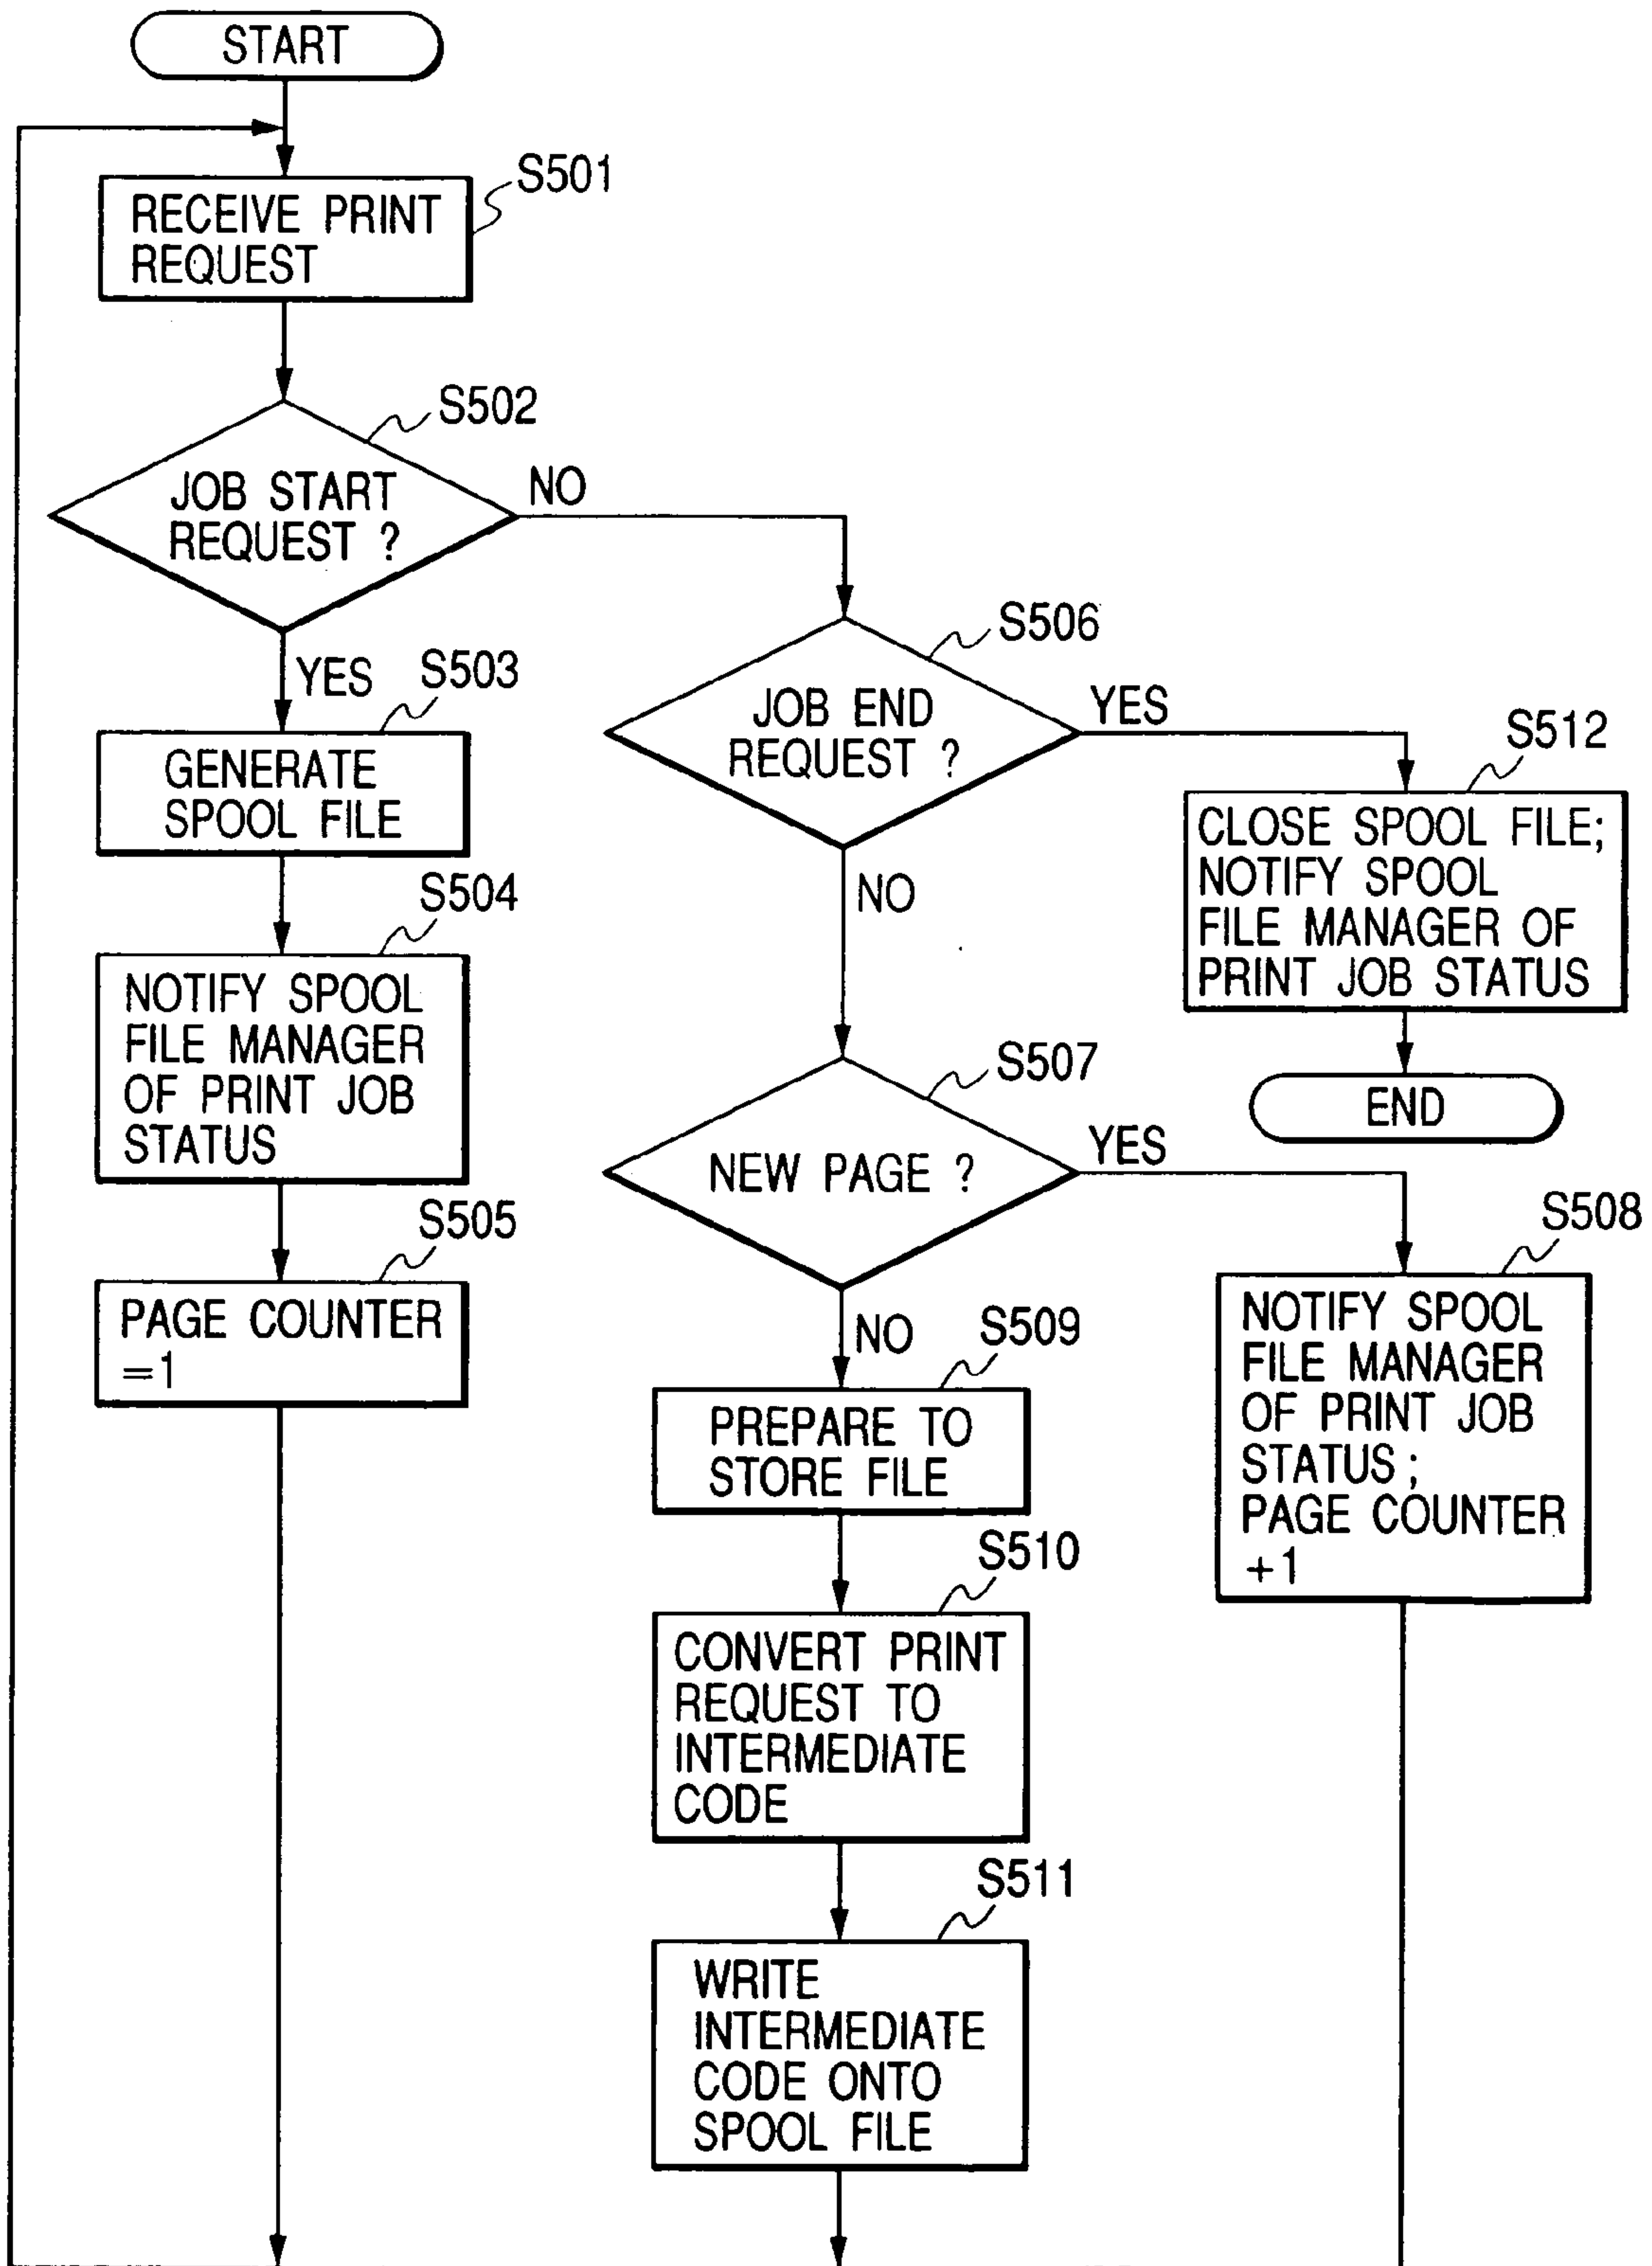 START
S501
RECEIVE PRINT
REQUEST
S502
JOB START
REQUEST ?
NO
YES
S503
GENERATE
SPOOL FILE
S504
NOTIFY SPOOL
FILE MANAGER
OF PRINT JOB
STATUS
S505
PAGE COUNTER
=1
S506
JOB END
REQUEST ?
YES
NO
S512
CLOSE SPOOL FILE;
NOTIFY SPOOL
FILE MANAGER OF
PRINT JOB STATUS
END
S507
NEW PAGE ?
YES
NO
S508
NOTIFY SPOOL
FILE MANAGER
OF PRINT JOB
STATUS ;
PAGE COUNTER
+1
S509
PREPARE TO
STORE FILE
S510
CONVERT PRINT
REQUEST TO
INTERMEDIATE
CODE
S511
WRITE
INTERMEDIATE
CODE ONTO
SPOOL FILE